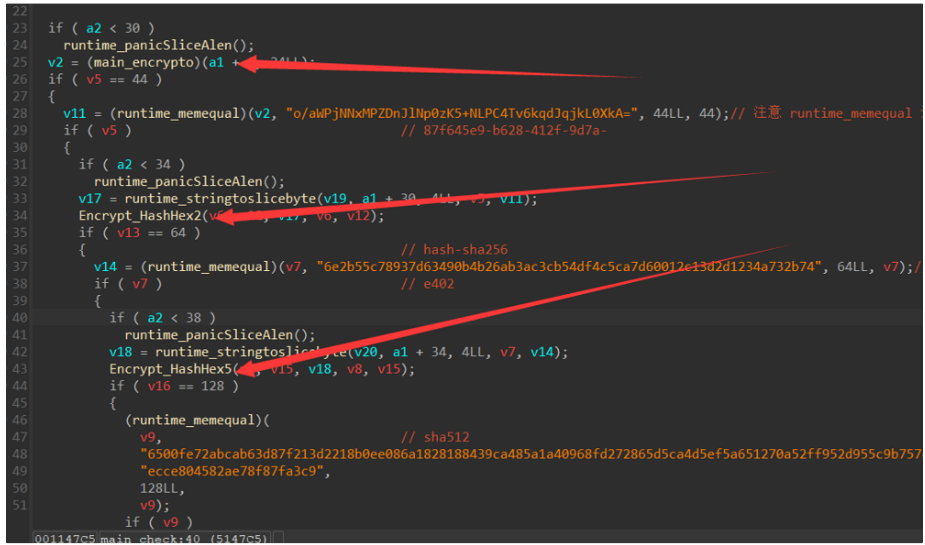 22
23 if ( a2 < 30 )
24 runtime_panicSliceAlen();
25 v2 = (main_encrypto)(a1 + 24LL);
26 if ( v5 == 44 )
27 {
28 v11 = (runtime_memequal)(v2, "o/aWPjNNxMPZDnJlNp0zK5+NLPC4Tv6kqdJqjkL0XkA=", 44LL, 44);// 注意 runtime_memequal
29 if ( v5 ) // 87f645e9-b628-412f-9d7a-
30 {
31 if ( a2 < 34 )
32 runtime_panicSliceAlen();
33 v17 = runtime_stringtoslicebyte(v19, a1 + 30, 4LL, v5, v11);
34 Encrypt_HashHex2( v17, v6, v12);
35 if ( v13 == 64 )
36 { // hash-sha256
37 v14 = (runtime_memequal)(v7, "6e2b55c78937d63490b4b26ab3ac3cb54df4c5ca7d60012c13d2d1234a732b74", 64LL, v7);/
38 if ( v7 ) // e402
39 {
40 if ( a2 < 38 )
41 runtime_panicSliceAlen();
42 v18 = runtime_stringtoslicebyte(v20, a1 + 34, 4LL, v7, v14);
43 Encrypt_HashHex5( v15, v18, v8, v15);
44 if ( v16 == 128 )
45 {
46 (runtime_memequal)(
47 v9, // sha512
48 "6500fe72abcab63d87f213d2218b0ee086a1828188439ca485a1a40968fd272865d5ca4d5ef5a651270a52ff952d955c9b757
49 "ecce804582ae78f87fa3c9",
50 128LL,
51 v9);
if ( v9 )
001147C5 main_check:40 (5147C5)